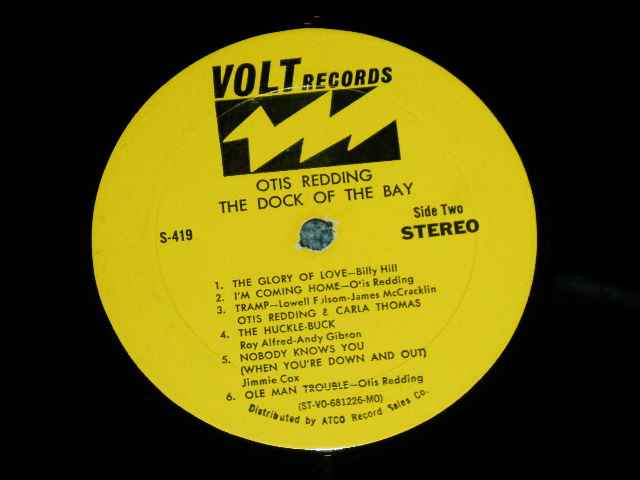 VOLT RECORDS
OTIS REDDING
THE DOCK OF THE BAY
S-419
Side Two
STEREO
1. THE GLORY OF LOVE—Billy Hill
2. I'M COMING HOME—Otis Redding
3. TRAMP—Lowell Fulsom-James McCracklin
OTIS REDDING & CARLA THOMAS
4. THE HUCKLE-BUCK
Roy Alfred-Andy Gibson
5. NOBODY KNOWS YOU
(WHEN YOU'RE DOWN AND OUT)
Jimmie Cox
6. OLE MAN TROUBLE—Otis Redding
(ST-VO-681226-MO)
Distributed by ATCO Record Sales Co.